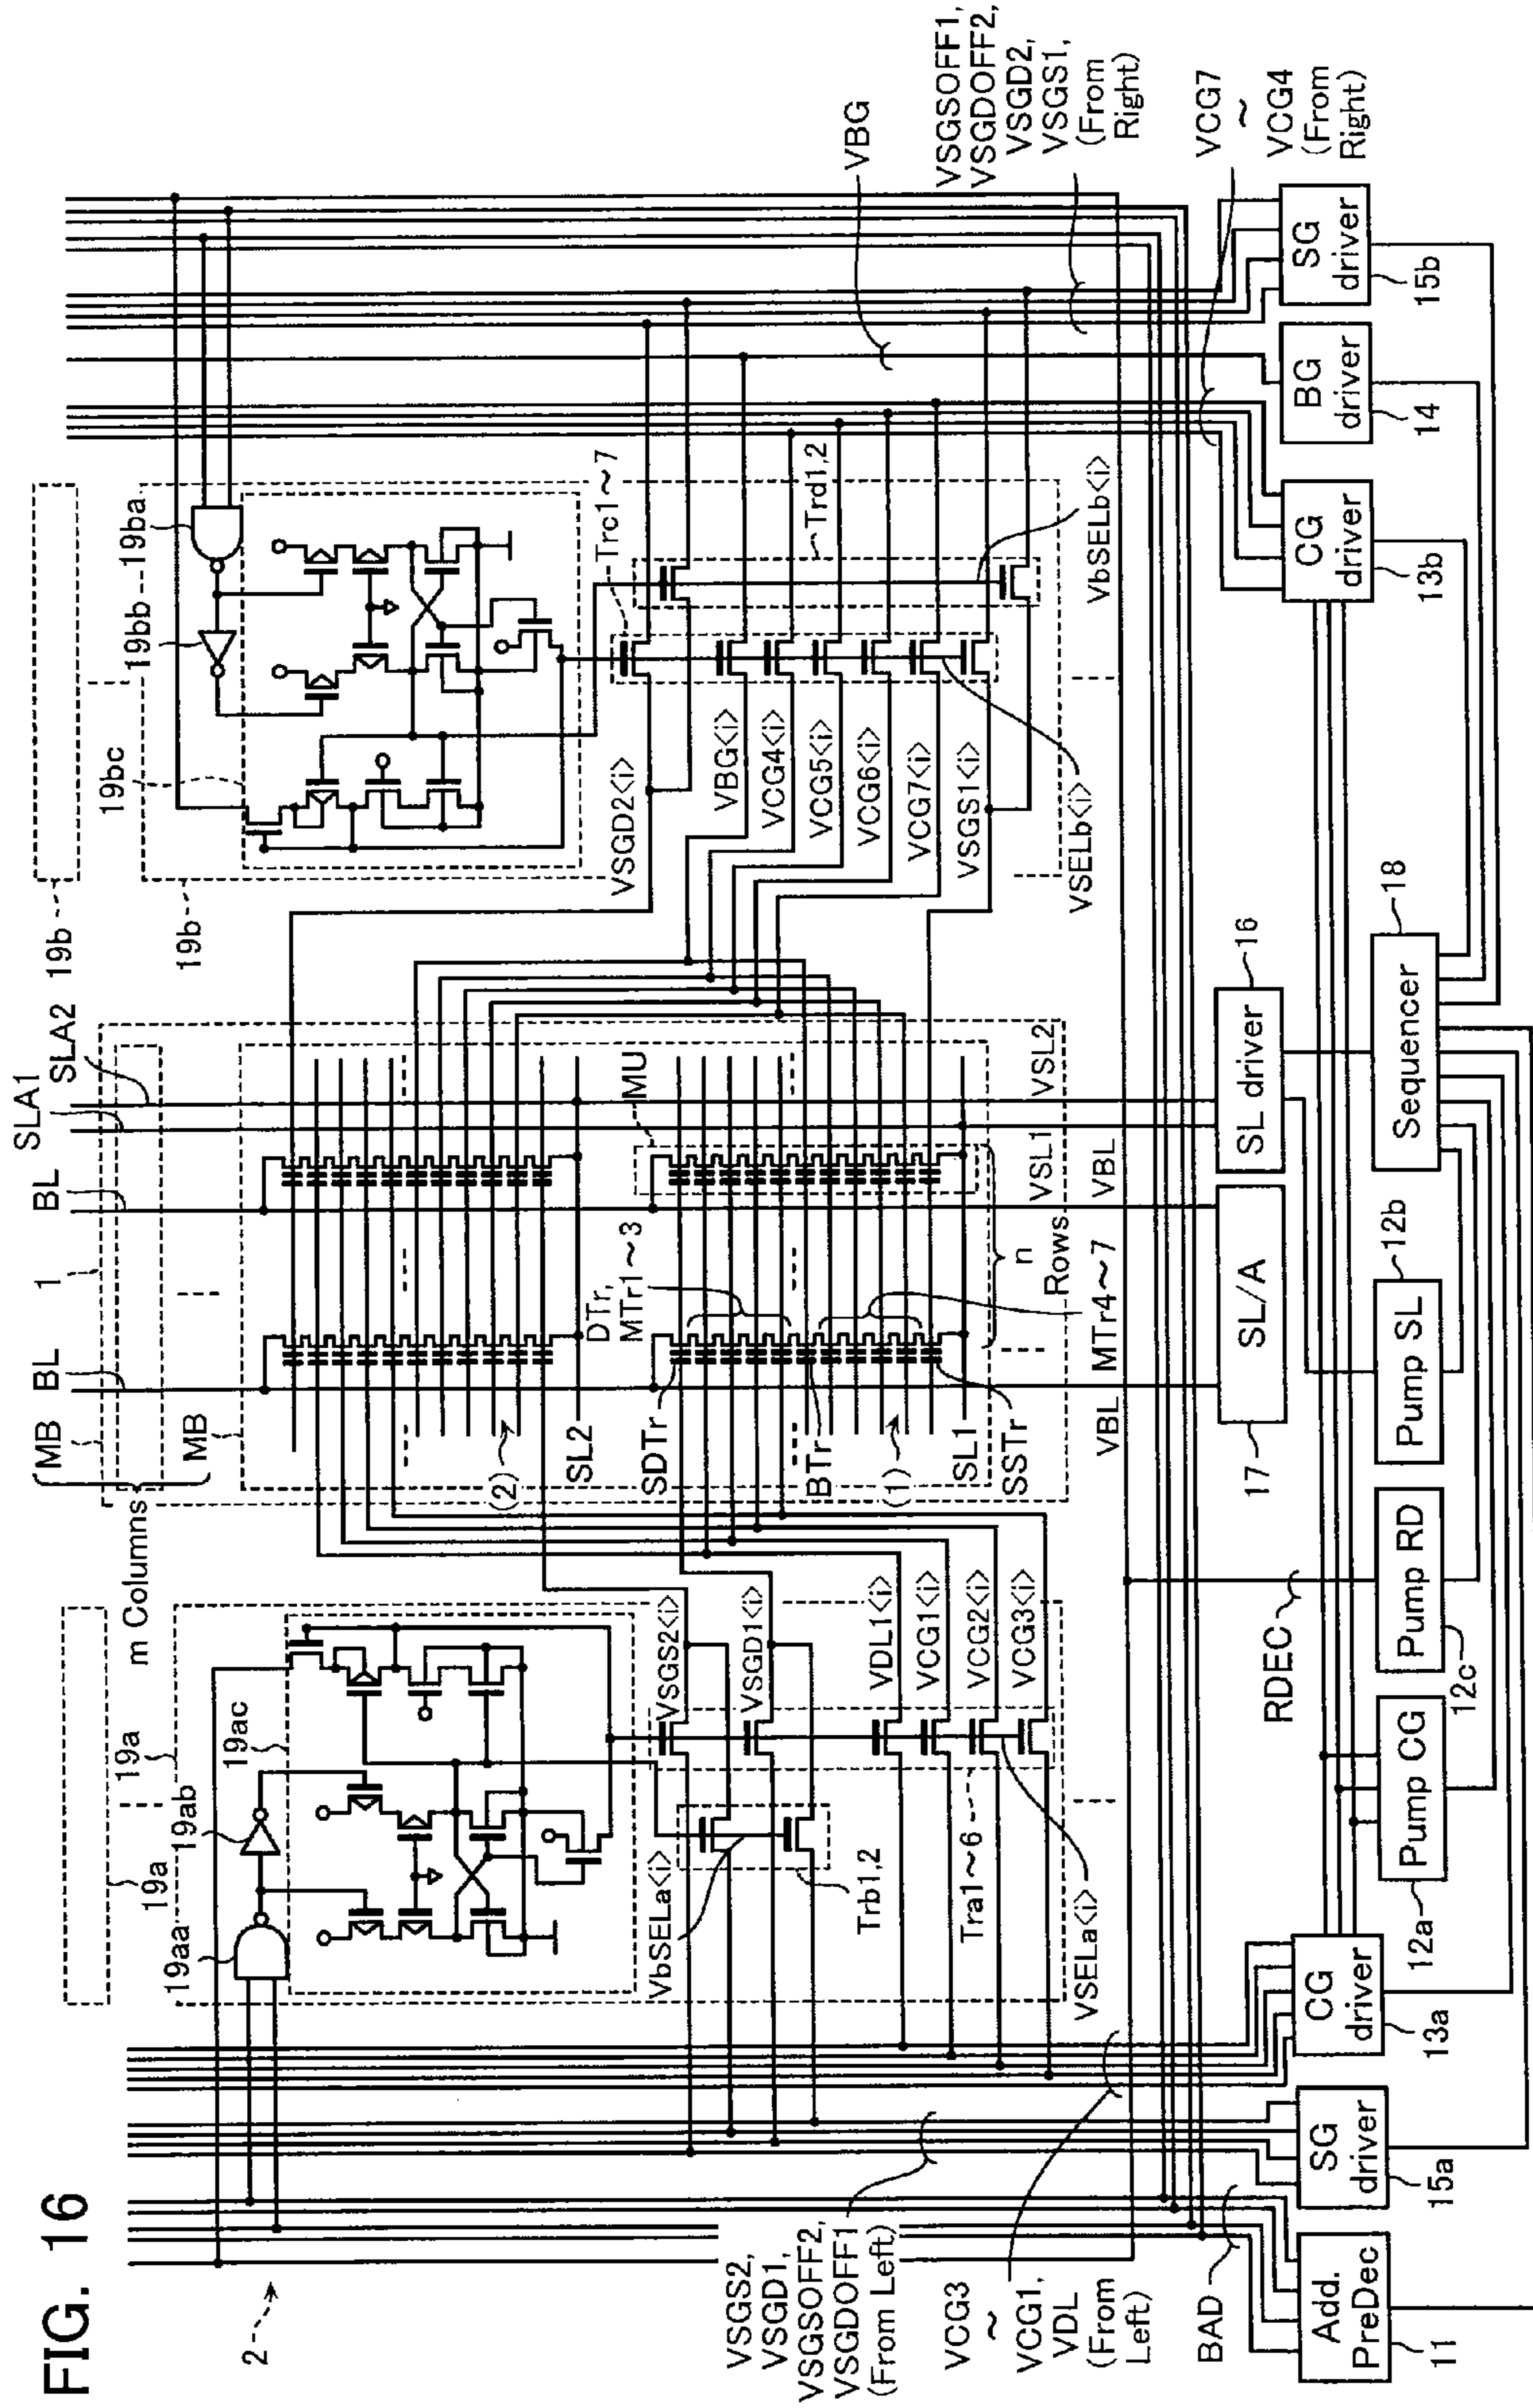 FIG. 16
2
m Columns
MB
MB
BL
1
BL
SLA1
SLA2
19b
19b
19bc
19bb
19ba
19a
19a
19aa
19ab
19ac
Trc1~7
Trd1,2
VBG
VSGSOFF1,
VSGDOFF2,
VSGD2,
VSGS1,
(From
Right)
VCG7
~
VCG4
(From
Right)
VSGD2<i>
VBG<i>
VCG4<i>
VCG5<i>
VCG6<i>
VCG7<i>
VSGS1<i>
VSELb<i>
VbSELb<i>
(2)
SL2
SDTr
DTr,
MTr1~3
MU
BTr
(1)
SL1
SSTr
n
Rows
MTr4~7
VBL
VBL
VSL1
VSL2
VbSELa<i>
Trb1,2
Tra1~6
VSELa<i>
VSGS2<i>
VSGD1<i>
VDL1<i>
VCG1<i>
VCG2<i>
VCG3<i>
VSGS2,
VSGD1,
VSGSOFF2,
VSGDOFF1
(From Left)
VCG3
~
VCG1,
VDL
(From
Left)
BAD
RDEC
Add.
PreDec
11
SG
driver
15a
CG
driver
13a
Pump CG
12a
Pump RD
12c
Pump SL
12b
SL/A
17
SL driver
16
Sequencer
18
CG
driver
13b
BG
driver
14
SG
driver
15b